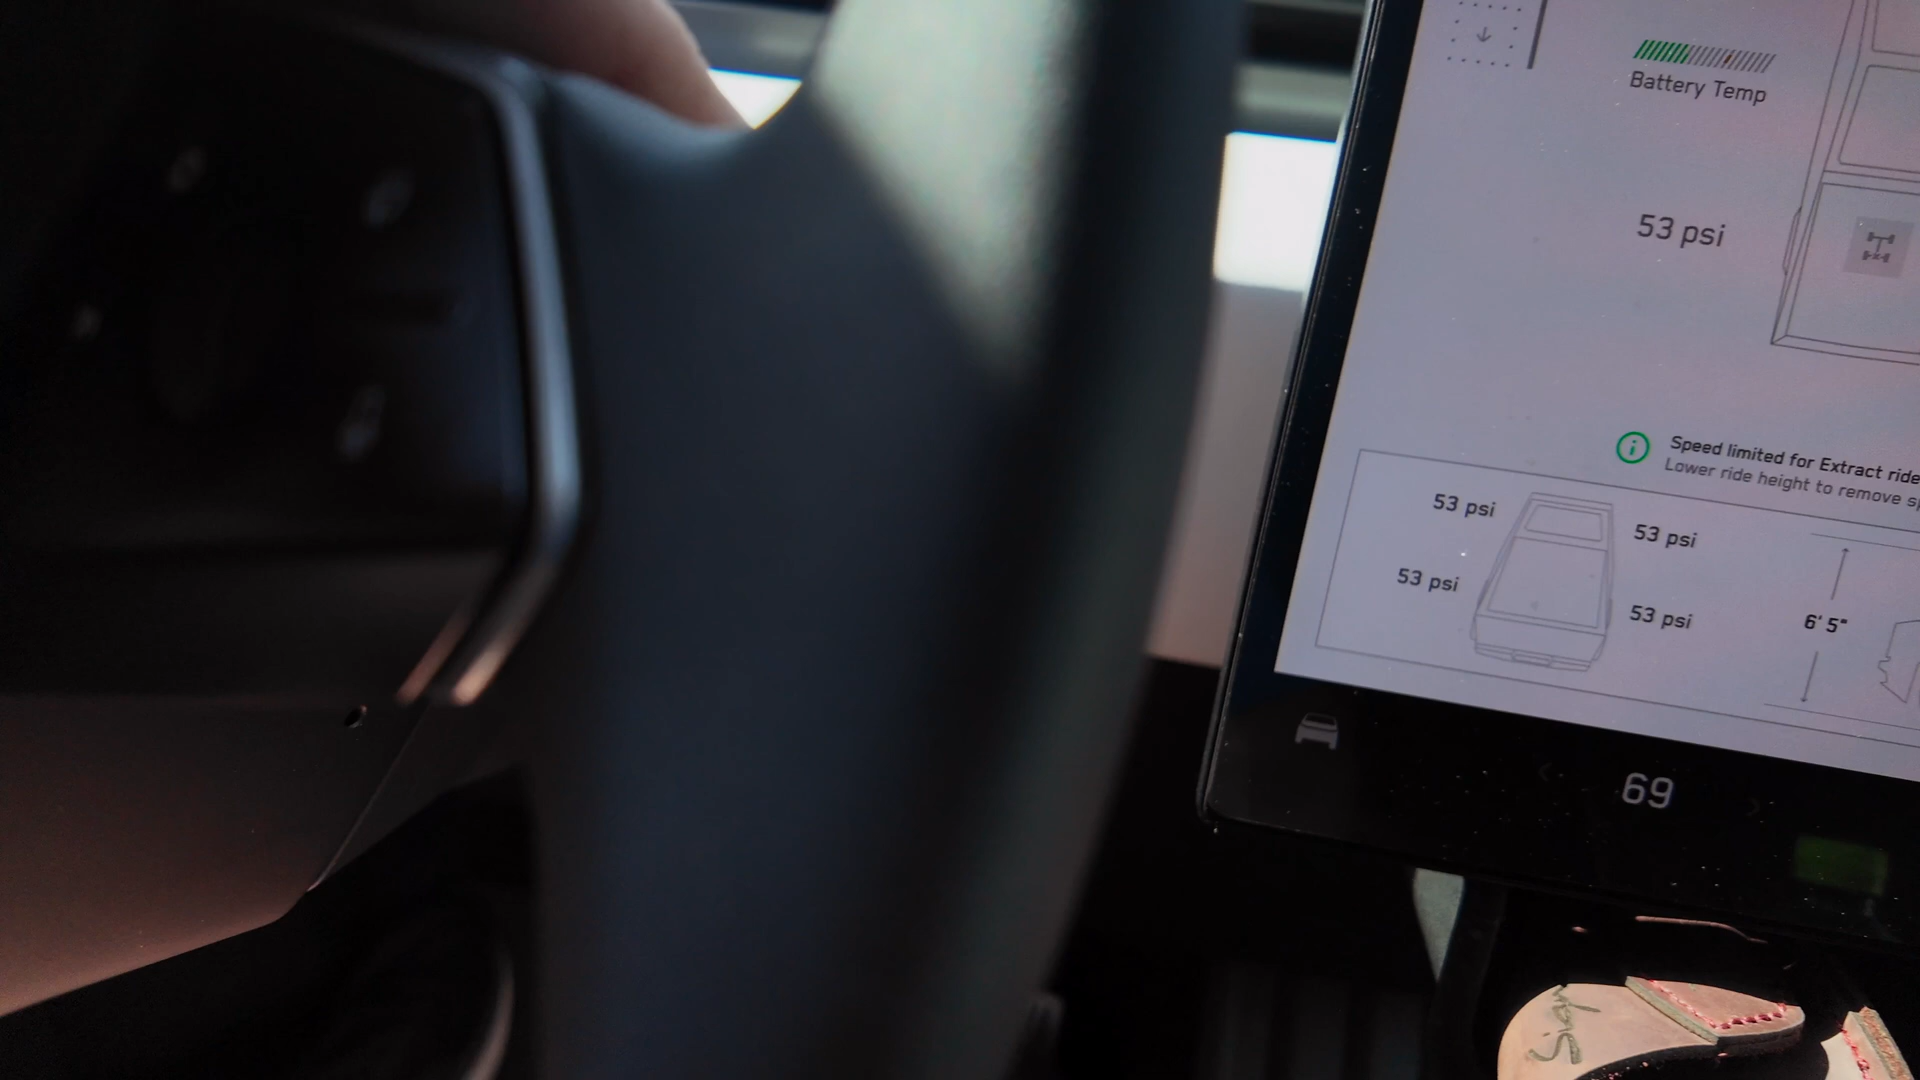 Battery Temp
53 psi
Speed limited for Extract ride
Lower ride height to remove
53 psi
53 psi
53 psi
53 psi
6' 5"
69
Sign